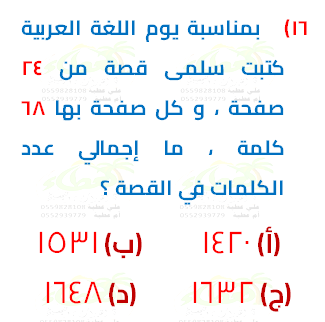 ١٦) بمناسبة يوم اللغة العربية
كتبت سلمى قصة من ٢٤
صفحة ، و كل صفحة بها ٦٨
كلمة ، ما إجمالي عدد
الكلمات في القصة ؟
(أ) ١٤٢٠ (ب) ١٥٣١
(ج) ١٦٣٢ (د) ١٦٤٨